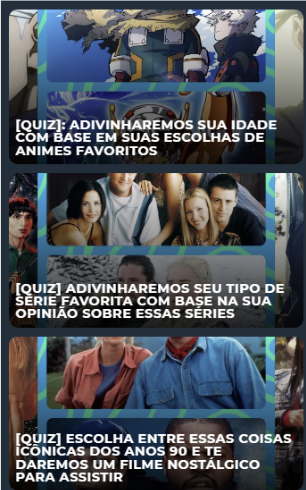 [QUIZ]: ADIVINHAREMOS SUA IDADE
COM BASE EM SUAS ESCOLHAS DE
ANIMES FAVORITOS
[QUIZ] ADIVINHAREMOS SEU TIPO DE
SÉRIE FAVORITA COM BASE NA SUA
OPINIÃO SOBRE ESSAS SÉRIES
[QUIZ] ESCOLHA ENTRE ESSAS COISAS
ICÔNICAS DOS ANOS 90 E TE
DAREMOS UM FILME NOSTÁLGICO
PARA ASSISTIR